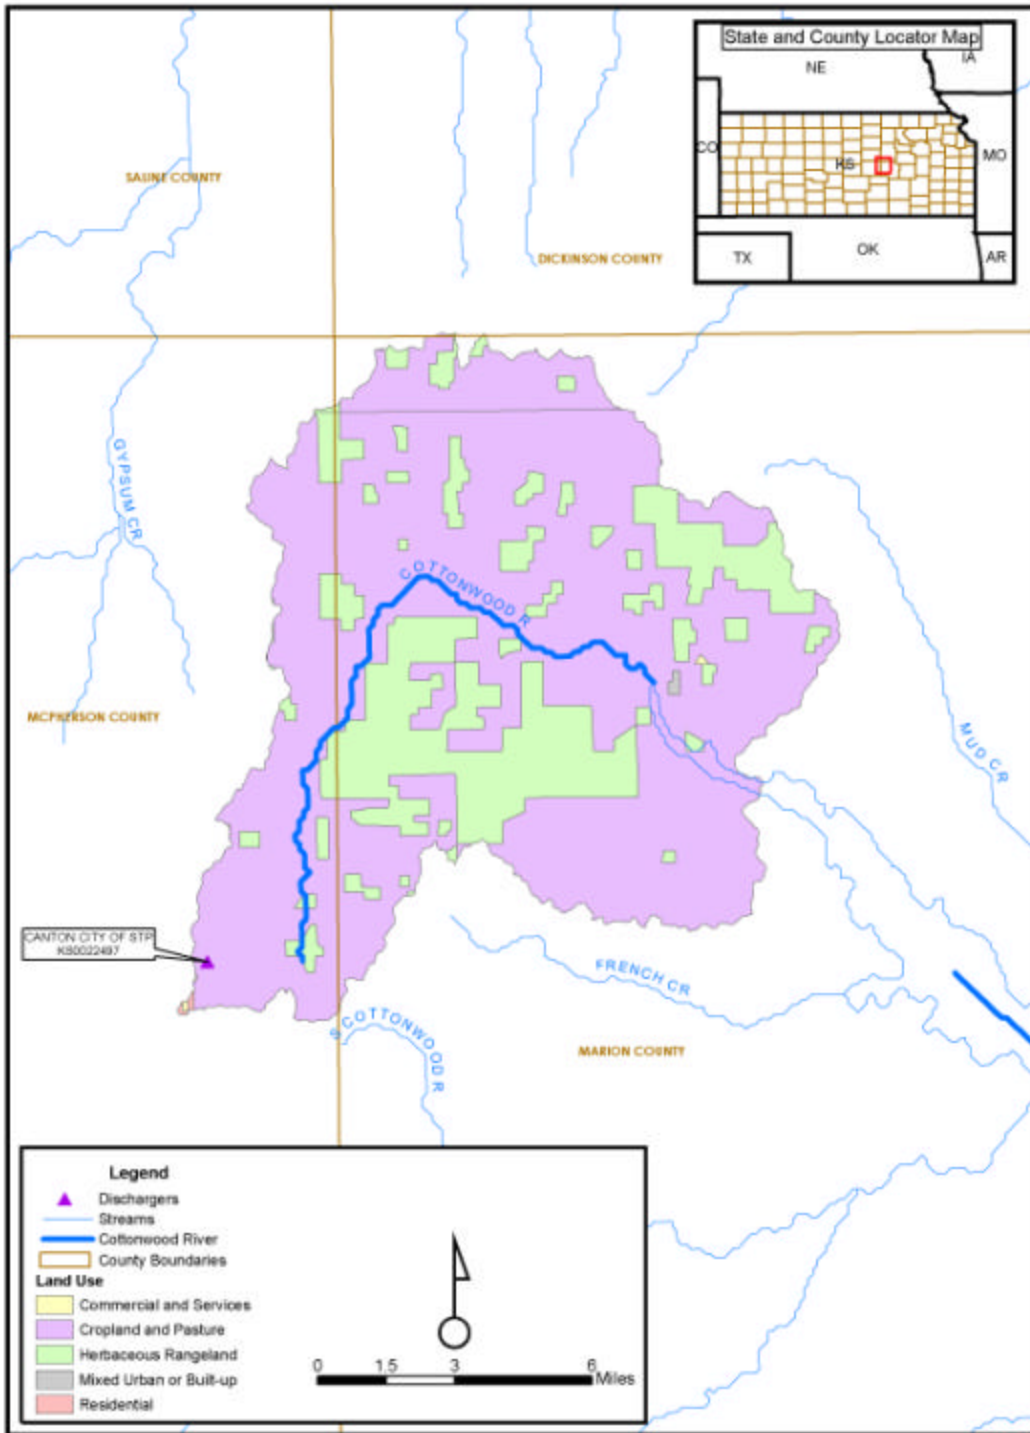 State and County Locator Map
NE
IA
CO
KS
MO
TX
OK
AR
SALINE COUNTY
DICKINSON COUNTY
GYPSUM CR
COTTONWOOD R
MCPHERSON COUNTY
MUD CR
CANTON CITY OF STP
KS0022497
FRENCH CR
S COTTONWOOD R
MARION COUNTY
Legend
Dischargers
Streams
Cottonwood River
County Boundaries
Land Use
Commercial and Services
Cropland and Pasture
Herbaceous Rangeland
Mixed Urban or Built-up
Residential
0 1.5 3 6
Miles